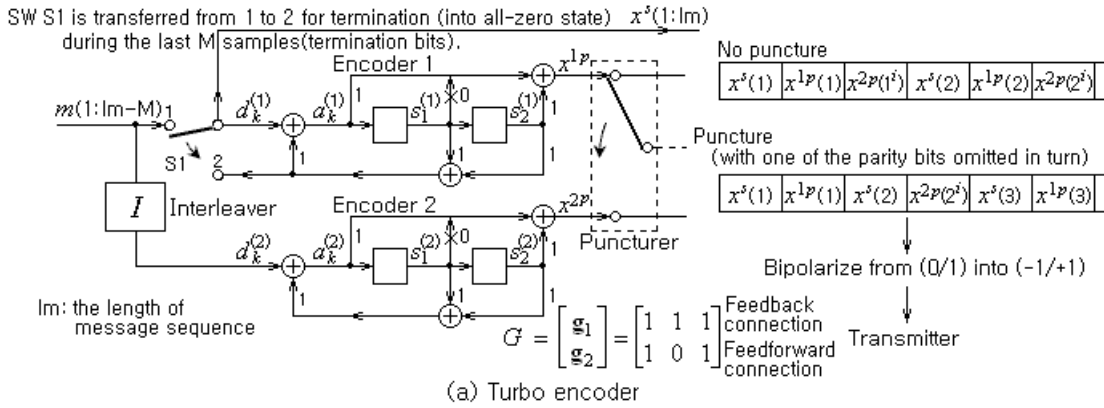 SW S1 is transferred from 1 to 2 for termination (into all-zero state) x^s(1:lm)
during the last M samples(termination bits).
Encoder 1
x^{1p}
No puncture
x^s(1) x^{1p}(1) x^{2p}(1^i) x^s(2) x^{1p}(2) x^{2p}(2^i)
m(1:lm-M) 1
d_k^{(1)} d_k^{(1)} 1 s_1^{(1)} 0 s_2^{(1)}
1 1 1
S1 2
1
Puncture
(with one of the parity bits omitted in turn)
x^s(1) x^{1p}(1) x^s(2) x^{2p}(2^i) x^s(3) x^{1p}(3)
I Interleaver
Encoder 2
x^{2p}
Puncturer
d_k^{(2)} d_k^{(2)} 1 s_1^{(2)} 0 s_2^{(2)}
1 1 1
1
Bipolarize from (0/1) into (-1/+1)
Transmitter
lm: the length of
message sequence
G = [g_1 g_2] = [1 1 1 1 0 1]
Feedback
connection
Feedforward
connection
(a) Turbo encoder